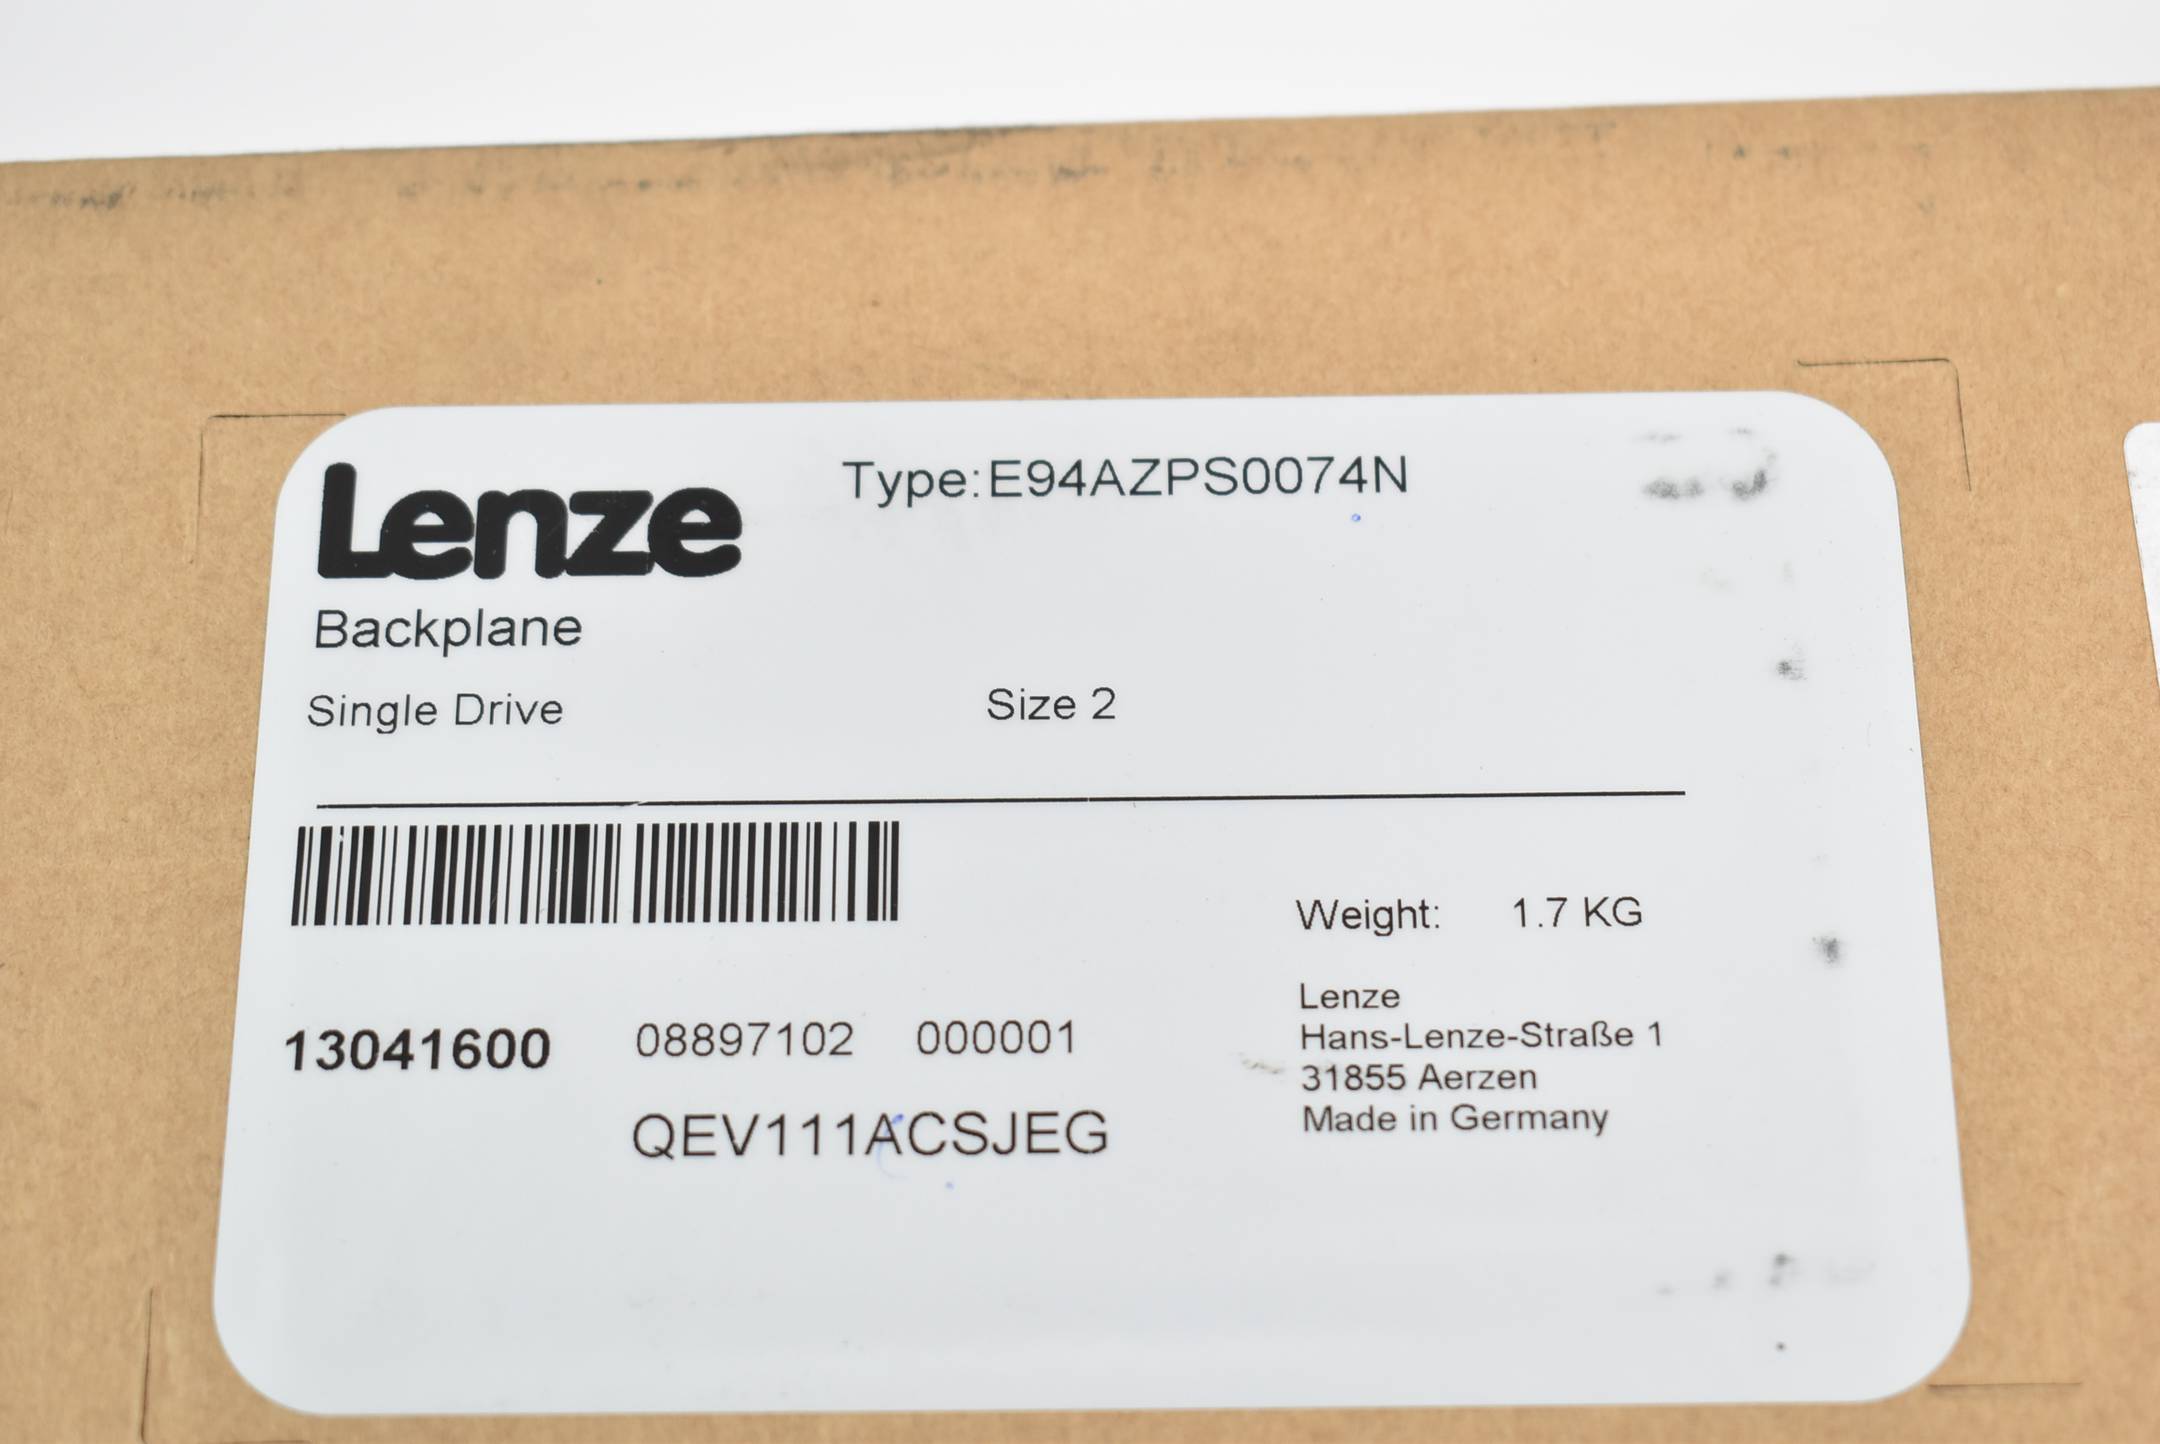 Lenze
Type:E94AZPS0074N
Backplane
Single Drive Size 2
Weight: 1.7 KG
13041600 08897102 000001
QEV111ACSJEG
Lenze
Hans-Lenze-Straße 1
31855 Aerzen
Made in Germany